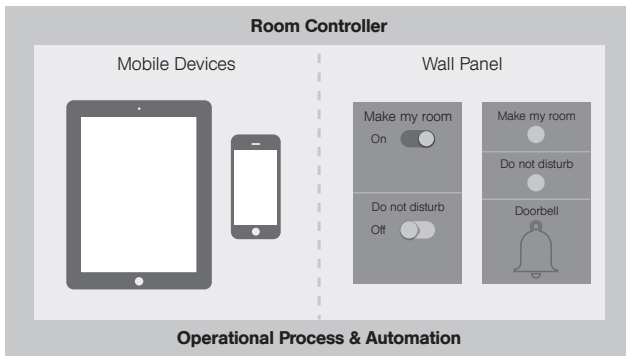 Room Controller
Mobile Devices
Wall Panel
Make my room
On
Do not disturb
Off
Make my room
Do not disturb
Doorbell
Operational Process & Automation